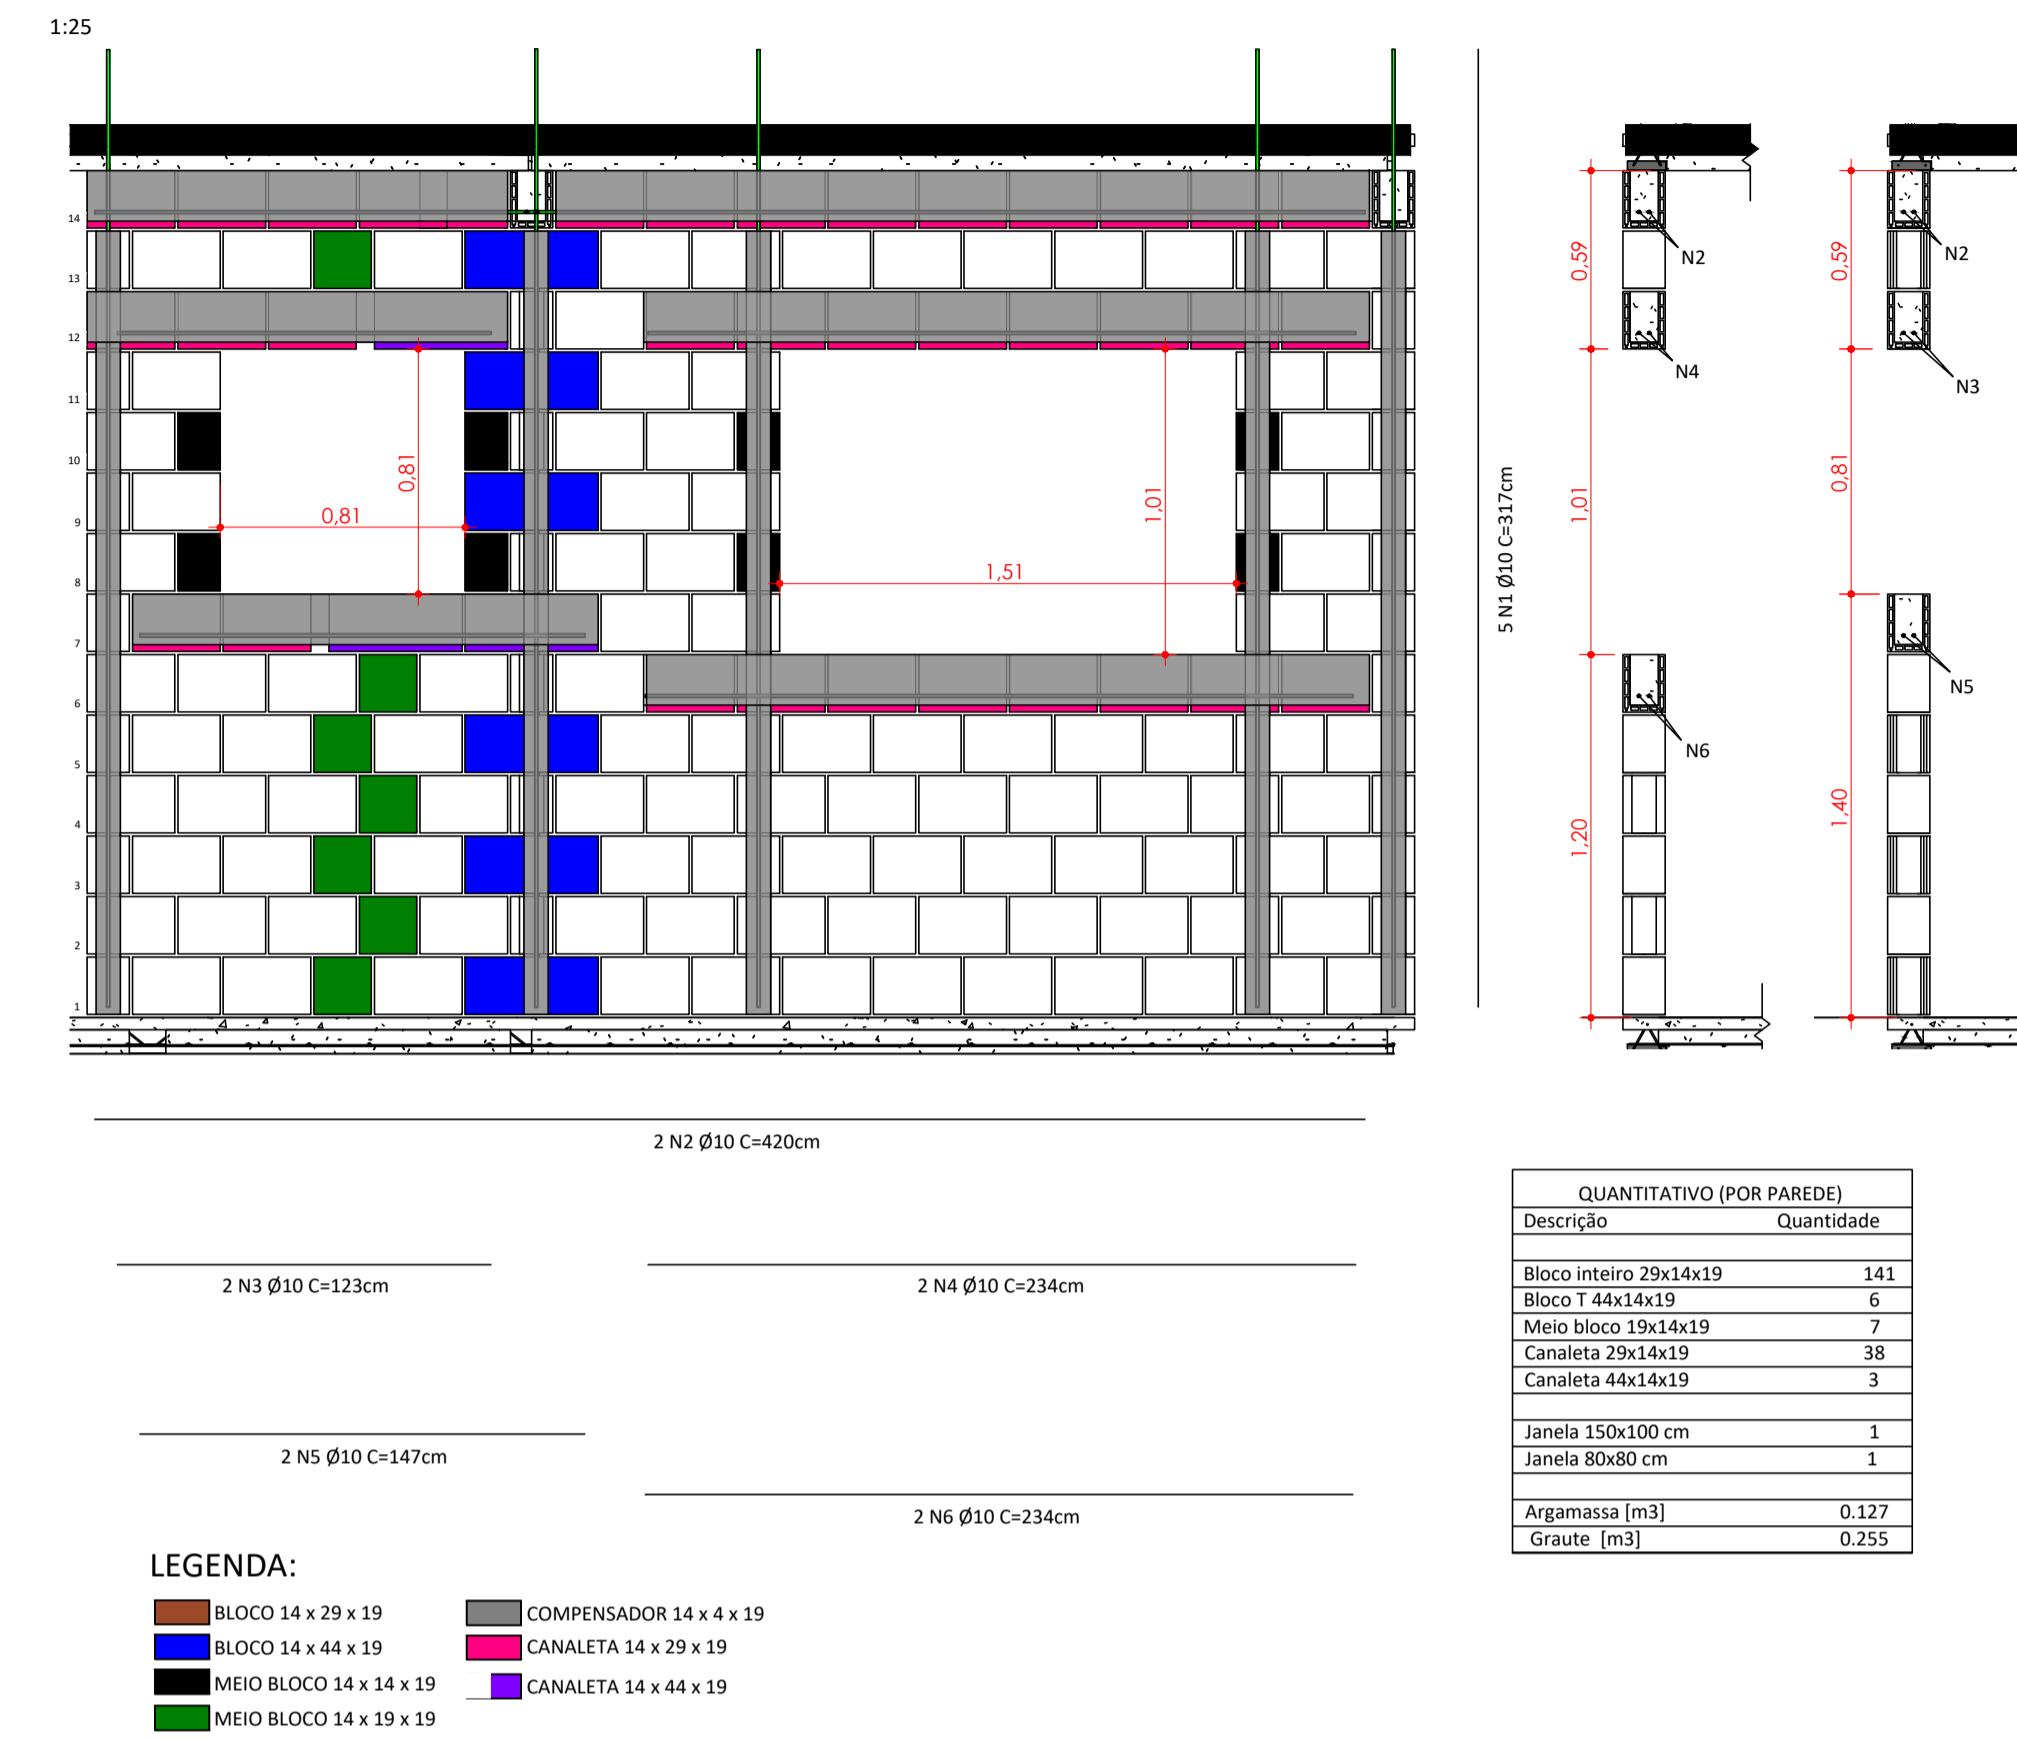 1:25
14
13
12
11
10
9
8
7
6
5
4
3
2
1
0,81
0,81
1,01
1,51
5 N1 Ø10 C=317cm
0,59
1,01
1,20
N2
N4
N6
0,59
0,81
1,40
N2
N3
N5
2 N2 Ø10 C=420cm
2 N3 Ø10 C=123cm
2 N4 Ø10 C=234cm
2 N5 Ø10 C=147cm
2 N6 Ø10 C=234cm
QUANTITATIVO (POR PAREDE)
Descrição Quantidade
Bloco inteiro 29x14x19 141
Bloco T 44x14x19 6
Meio bloco 19x14x19 7
Canaleta 29x14x19 38
Canaleta 44x14x19 3
Janela 150x100 cm 1
Janela 80x80 cm 1
Argamassa [m3] 0.127
Graute [m3] 0.255
LEGENDA:
BLOCO 14 x 29 x 19
BLOCO 14 x 44 x 19
MEIO BLOCO 14 x 14 x 19
MEIO BLOCO 14 x 19 x 19
COMPENSADOR 14 x 4 x 19
CANALETA 14 x 29 x 19
CANALETA 14 x 44 x 19